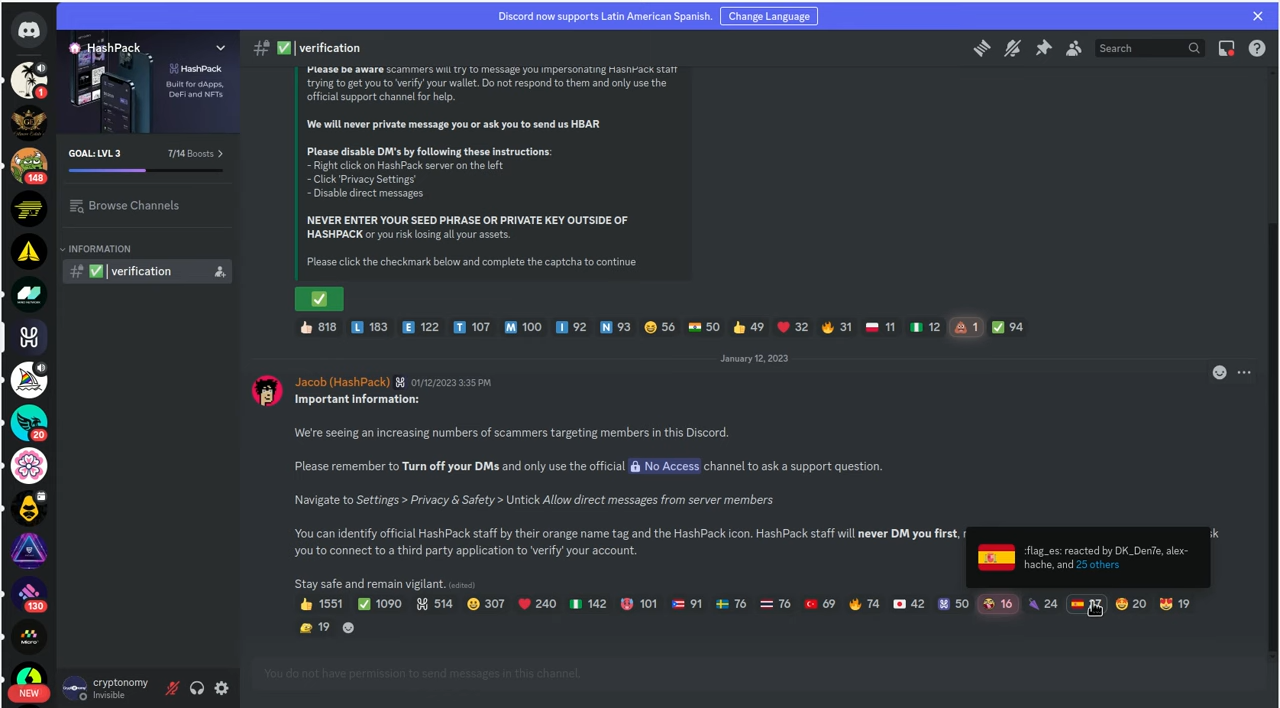 Discord now supports Latin American Spanish. Change Language
HashPack
HASHPACK
Built for dApps,
DeFi and NFTs
GOAL: LVL 3 7/14 Boosts
Browse Channels
INFORMATION
verification
1
148
20
130
NEW
cryptonomy
Invisible
verification
Search
Please be aware scammers will try to message you impersonating HashPack staff
trying to get you to 'verify' your wallet. Do not respond to them and only use the
official support channel for help.
We will never private message you or ask you to send us HBAR
Please disable DM's by following these instructions:
- Right click on HashPack server on the left
- Click 'Privacy Settings'
- Disable direct messages
NEVER ENTER YOUR SEED PHRASE OR PRIVATE KEY OUTSIDE OF
HASHPACK or you risk losing all your assets.
Please click the checkmark below and complete the captcha to continue
818 L 183 E 122 T 107 M 100 I 92 N 93 56 50 49 32 31 11 12 1 94
January 12, 2023
Jacob (HashPack) 01/12/2023 3:35 PM
Important information:
We're seeing an increasing numbers of scammers targeting members in this Discord.
Please remember to Turn off your DMs and only use the official No Access channel to ask a support question.
Navigate to Settings > Privacy & Safety > Untick Allow direct messages from server members
You can identify official HashPack staff by their orange name tag and the HashPack icon. HashPack staff will never DM you first,
you to connect to a third party application to 'verify' your account.
:flag_es: reacted by DK_Den7e, alex-
hache, and 25 others
Stay safe and remain vigilant. (edited)
1551 1090 514 307 240 142 101 91 76 76 69 74 42 50 16 24 20 19
19
You do not have permission to send messages in this channel.